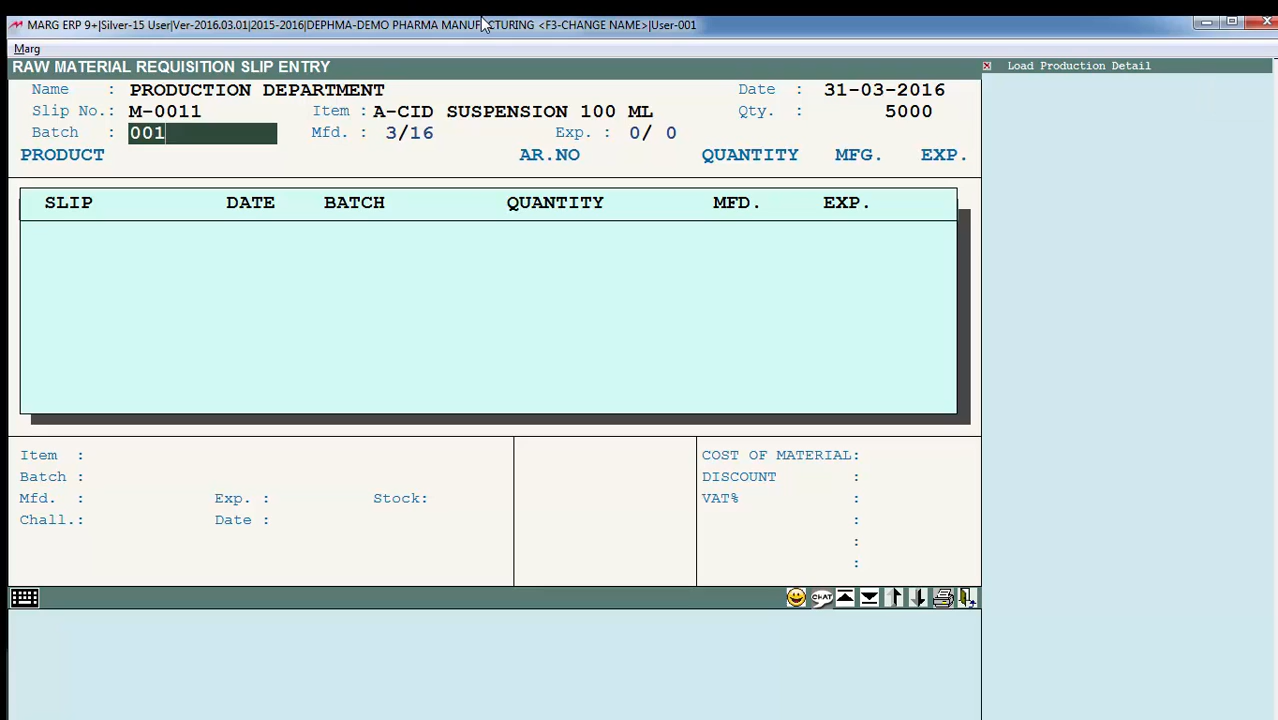 MARG ERP 9+|Silver-15 User|Ver-2016.03.01|2015-2016|DEPHMA-DEMO PHARMA MANUFACTURING <F3-CHANGE NAME>|User-001
Marg
RAW MATERIAL REQUISITION SLIP ENTRY
Load Production Detail
Name : PRODUCTION DEPARTMENT Date : 31-03-2016
Slip No.: M-0011 Item : A-CID SUSPENSION 100 ML Qty. : 5000
Batch : 001 Mfd. : 3/16 Exp. : 0/ 0
PRODUCT AR.NO QUANTITY MFG. EXP.
SLIP DATE BATCH QUANTITY MFD. EXP.
Item : COST OF MATERIAL:
Batch : DISCOUNT :
Mfd. : Exp. : Stock: VAT% :
Chall.: Date : :
:
:
CHAT